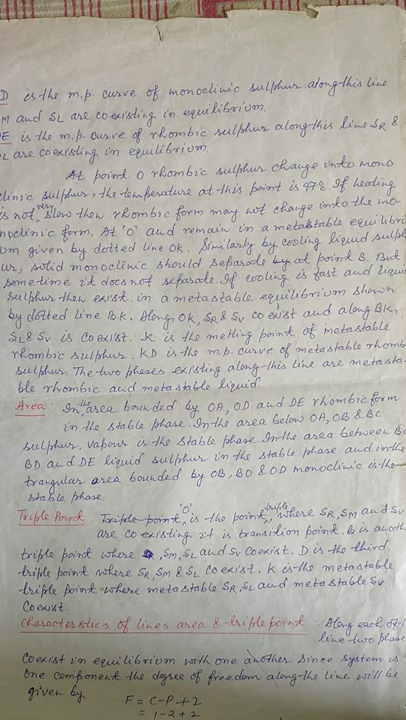 D is the m.p. curve of monoclinic sulphur along this line
M and SL are coexisting in equilibrium.
DE is the m.p. curve of rhombic sulphur along this line SR &
L are coexisting in equilibrium.
At point O rhombic sulphur change into mono
clinic sulphur, the temperature at this point is 97°c. If heating
is not very slow then rhombic form may not change into the mo-
noclinic form. At 'O' and remain in a metastable equilibri
um given by dotted line OK. Similarly by cooling liquid sulph
ur, solid monoclinic should separate by at point B. But
sometime it does not separate. If cooling is fast and liquid
sulphur then exist in a metastable equilibrium shown
by dotted line BK. Along OK, SR & SV co exist and along BK,
SL & SV is co exist. K is the melting point of metastable
rhombic sulphur. KD is the m.p. curve of metastable rhomb
sulphur. The two pheses existing along this line are metasta-
ble rhombic and metastable liquid
Area: In the area bounded by OA, OD and DE rhombic form
in the stable phase. In the area below OA, OB & BC
sulphur. Vapour is the stable phase. In the area between BC
BD and DE liquid sulphur in the stable phase and in the
trangular area bounded by OB, BD & OD monoclinic is the
stable phase.
Triple Point 'O' is the point triple where SR, SM and SV
are co existing it is transition point. B is anoth
triple point where SM, SL and SV coexist. D is the third
triple point where SR, SM & SL co exist. K is the metastable
triple point where metastable SR, SL and metastable SV
Coexist
Characteristics of lines area & triple point: Along each of t
line two phase
Coexist in equilibrium with one another since system is
one component the degree of freedom along the line will be
given by F = C-P+2
= 1-2+2